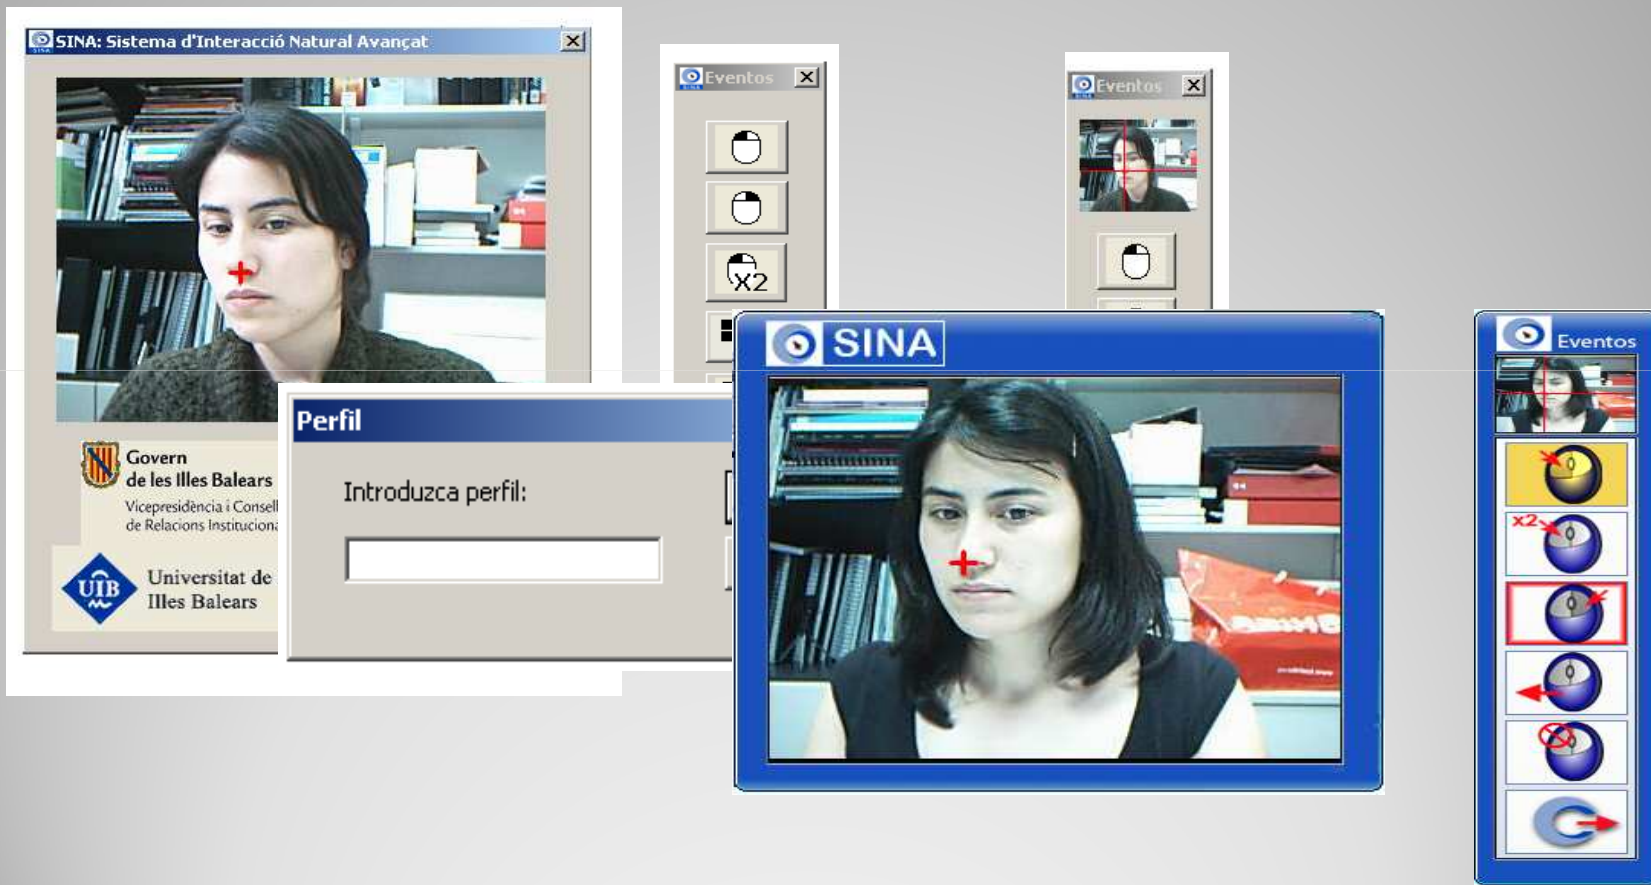 SINA: Sistema d'Interacció Natural Avançat
Govern
de les Illes Balears
Vicepresidència i Consell
de Relacions Instituciona
UIB
Universitat de
Illes Balears
Eventos
X2
Eventos
Perfil
Introduzca perfil:
SINA
Eventos
x2